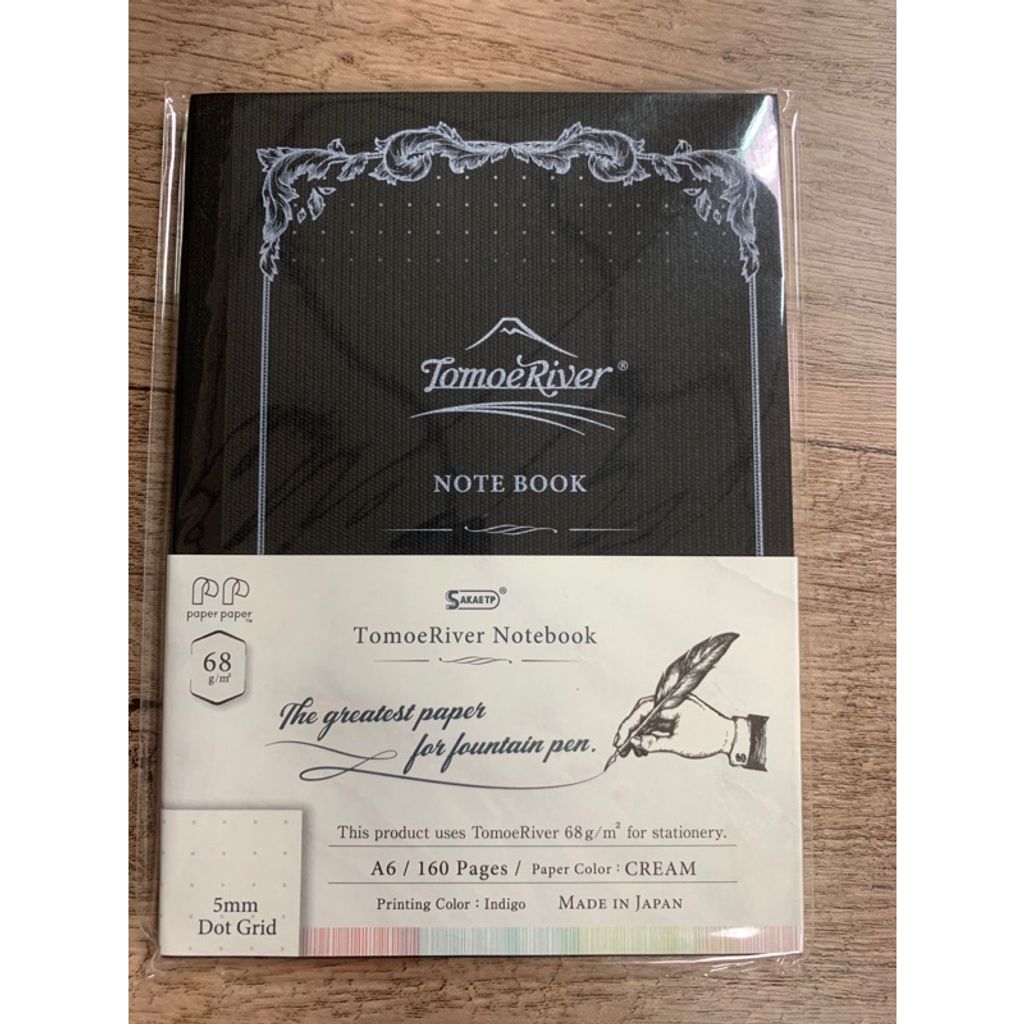 TomoeRiver®
NOTE BOOK
paper paper™
68
g/m²
SAKAETP®
TomoeRiver Notebook
The greatest paper
for fountain pen.
This product uses TomoeRiver 68g/m² for stationery.
A6 / 160 Pages / Paper Color : CREAM
Printing Color : Indigo MADE IN JAPAN
5mm
Dot Grid